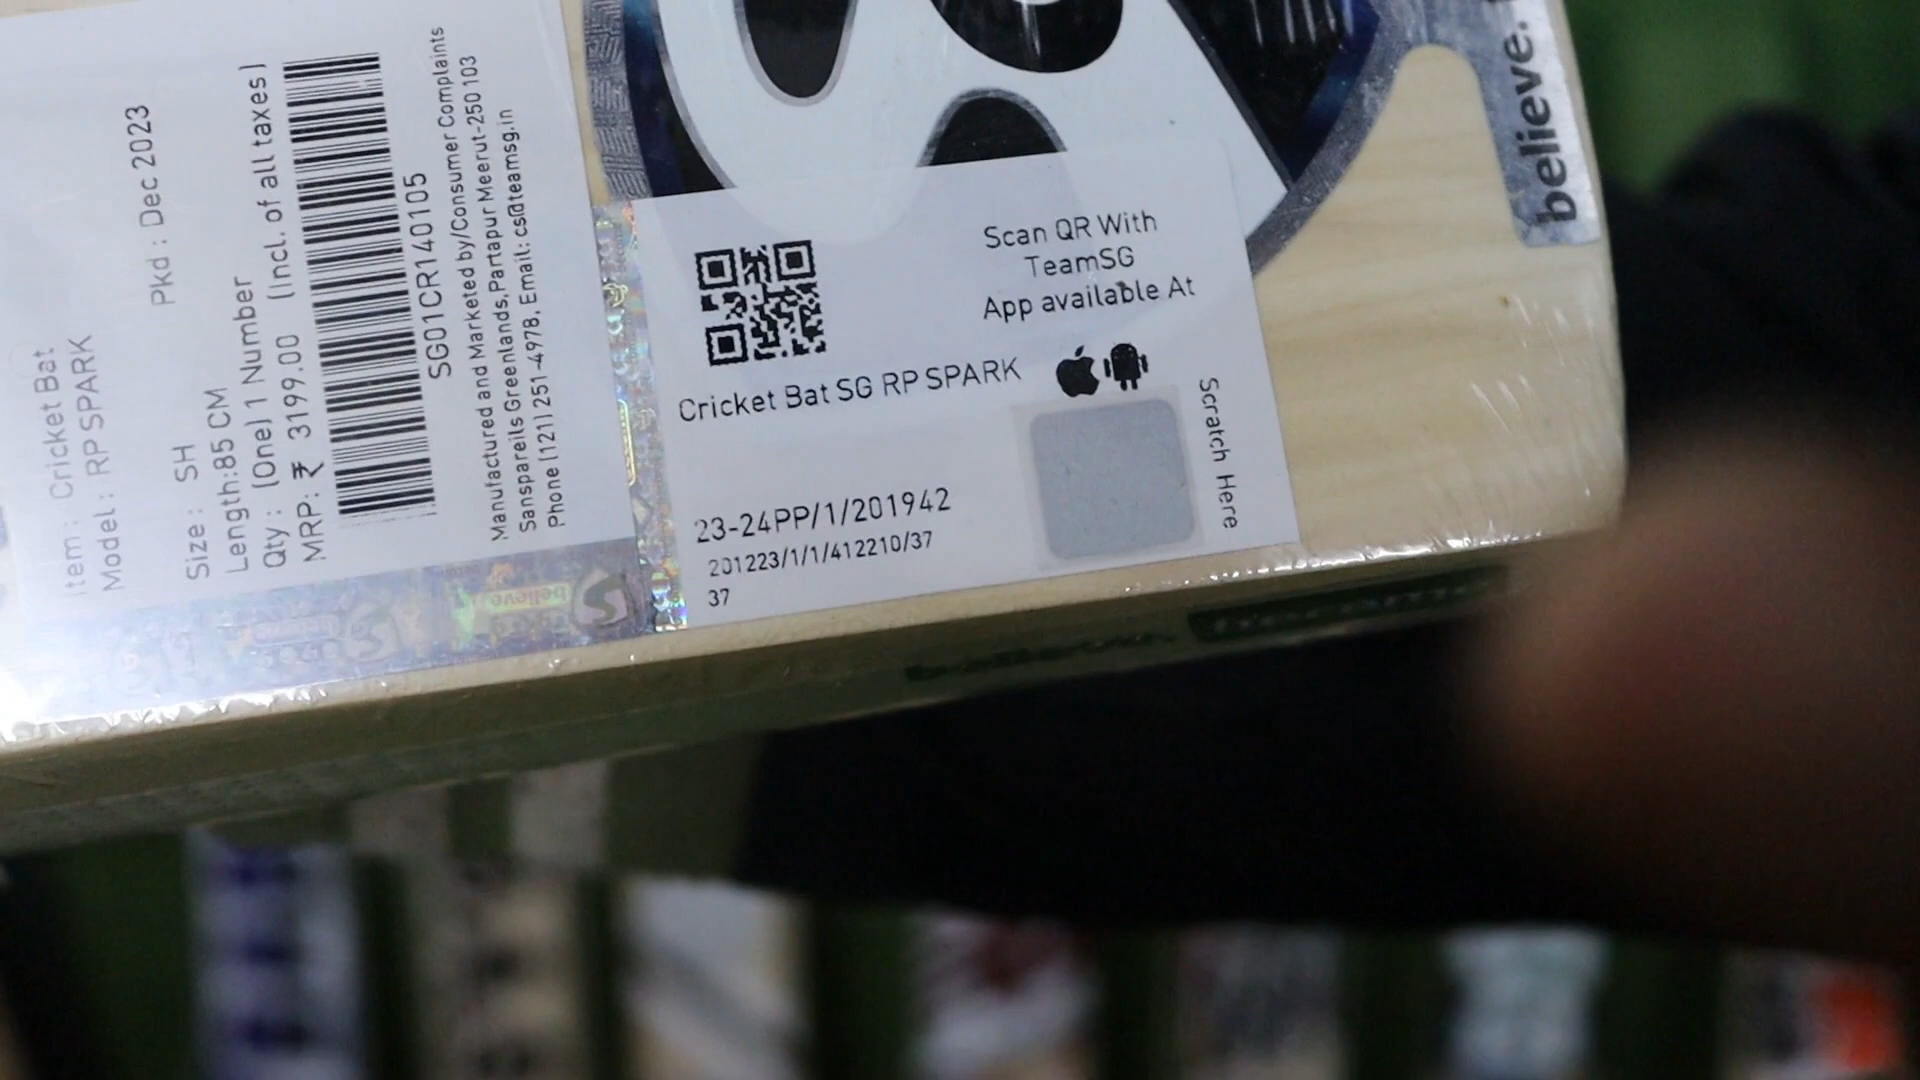 Item : Cricket Bat
Model : RP SPARK
Pkd : Dec 2023
Size : SH
Length:85 CM
Qty : (One) 1 Number
MRP: ₹ 3199.00 (Incl. of all taxes)
SG01CR140105
Manufactured and Marketed by/Consumer Complaints
Sanspareils Greenlands,Partapur Meerut-250 103
Phone (121) 251-4978, Email: cs@teamsg.in
Scan QR With
TeamSG
App available At
Cricket Bat SG RP SPARK
Scratch Here
23-24PP/1/201942
201223/1/1/412210/37
37
believe.
believe